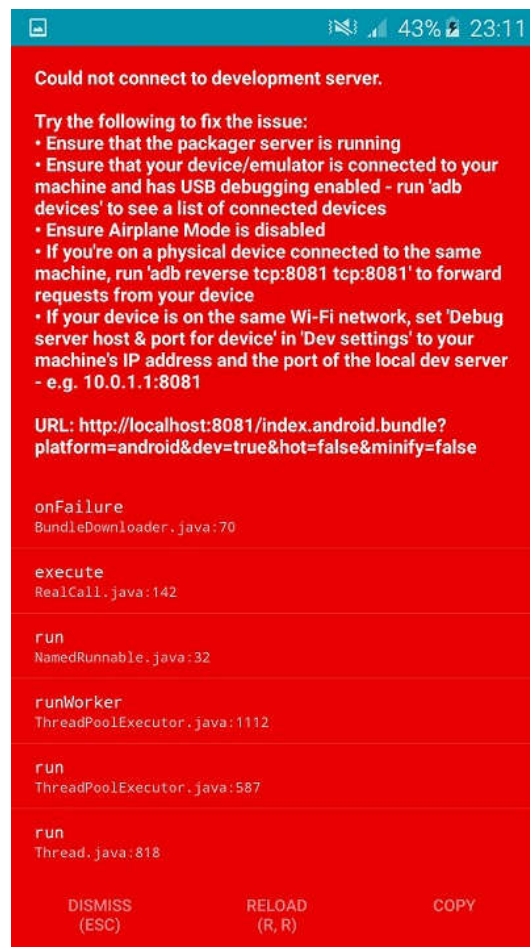 43% 23:11
Could not connect to development server.
Try the following to fix the issue:
• Ensure that the packager server is running
• Ensure that your device/emulator is connected to your
machine and has USB debugging enabled - run 'adb
devices' to see a list of connected devices
• Ensure Airplane Mode is disabled
• If you're on a physical device connected to the same
machine, run 'adb reverse tcp:8081 tcp:8081' to forward
requests from your device
• If your device is on the same Wi-Fi network, set 'Debug
server host & port for device' in 'Dev settings' to your
machine's IP address and the port of the local dev server
- e.g. 10.0.1.1:8081
URL: http://localhost:8081/index.android.bundle?
platform=android&dev=true&hot=false&minify=false
onFailure
BundleDownloader.java:70
execute
RealCall.java:142
run
NamedRunnable.java:32
runWorker
ThreadPoolExecutor.java:1112
run
ThreadPoolExecutor.java:587
run
Thread.java:818
DISMISS RELOAD COPY
(ESC) (R, R)